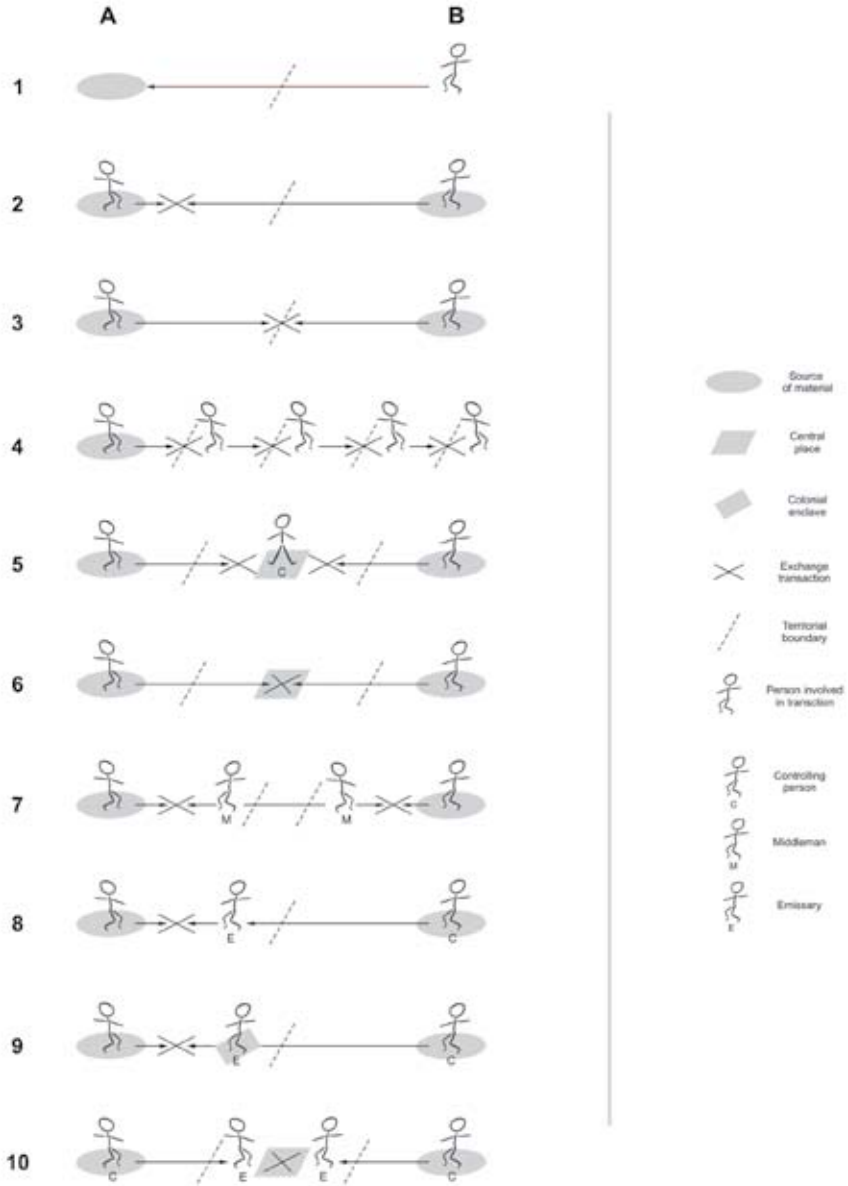 A B
1
2
3
4
5
C
6
7
M M
8
E C
9
E C
10
C E E C
Source
of material
Central
place
Colonial
enclave
Exchange
transaction
Territorial
boundary
Person involved
in transction
Controlling
person
C
Middleman
M
Emissary
E